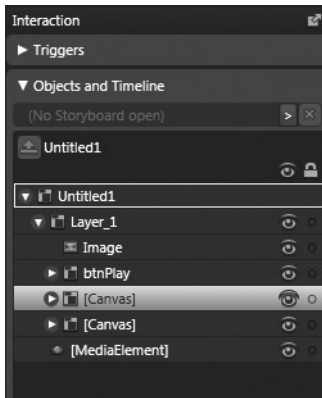 Interaction
Triggers
Objects and Timeline
(No Storyboard open) >
Untitled1
Untitled1
Layer_1
Image
btnPlay
[Canvas]
[Canvas]
[MediaElement]